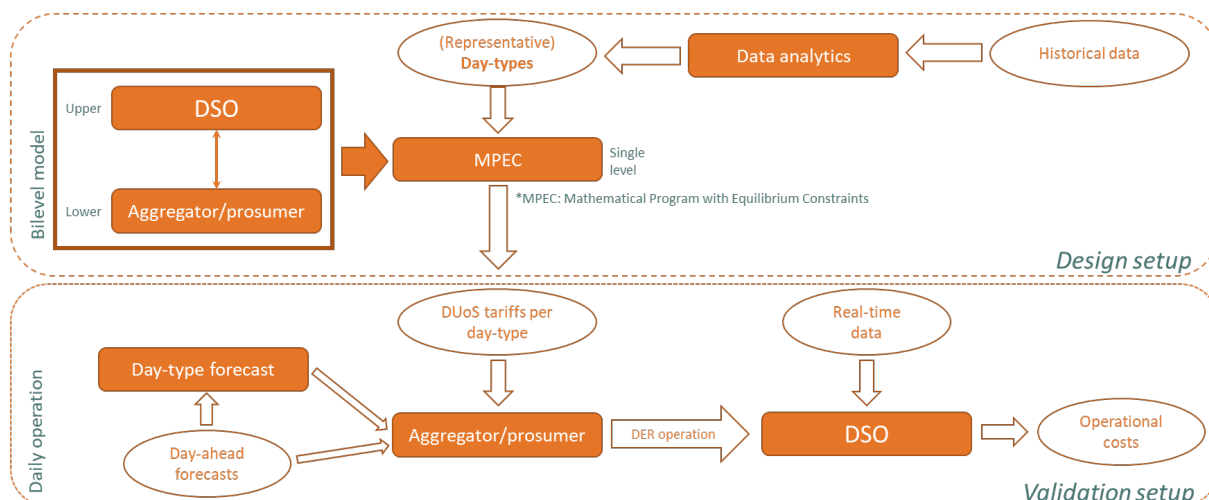 (Representative)
Day-types
Data analytics
Historical data
Bilevel model
Upper
DSO
Lower
Aggregator/prosumer
MPEC
Single
level
*MPEC: Mathematical Program with Equilibrium Constraints
Design setup
Daily operation
DUoS tariffs per
day-type
Real-time
data
Day-type forecast
Day-ahead
forecasts
Aggregator/prosumer
DER operation
DSO
Operational
costs
Validation setup